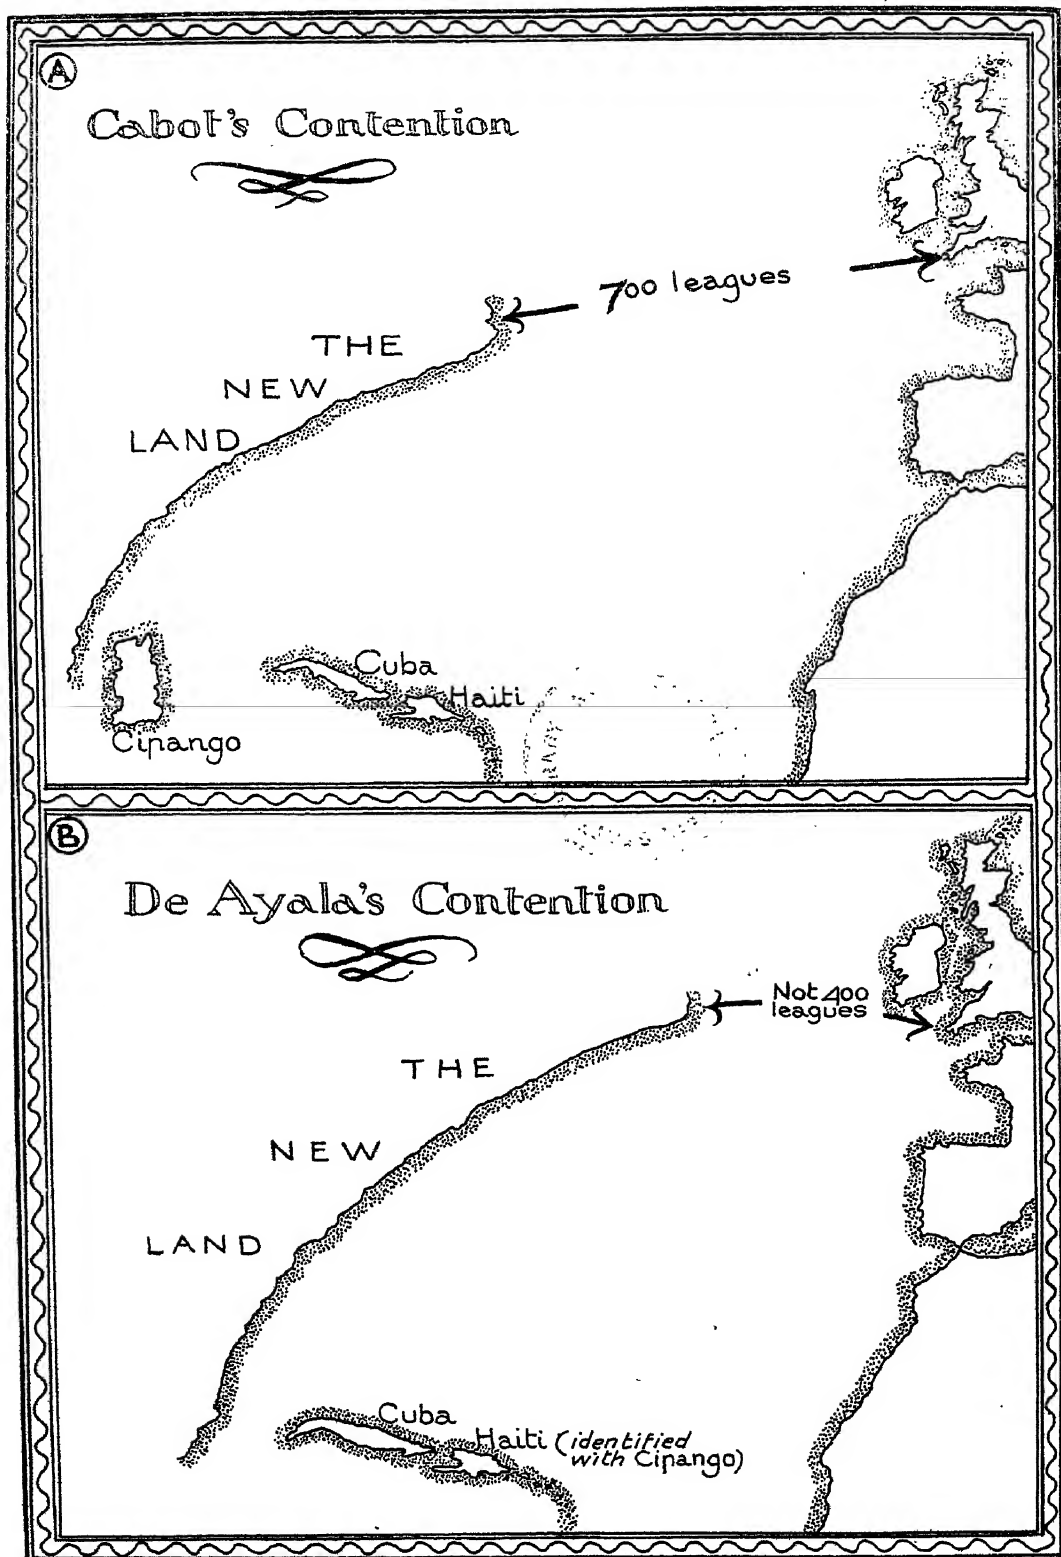 A
Cabot's Contention
700 leagues
THE
NEW
LAND
Cuba
Haiti
Cipango
B
De Ayala's Contention
Not 400
leagues
THE
NEW
LAND
Cuba
Haiti (identified
with Cipango)